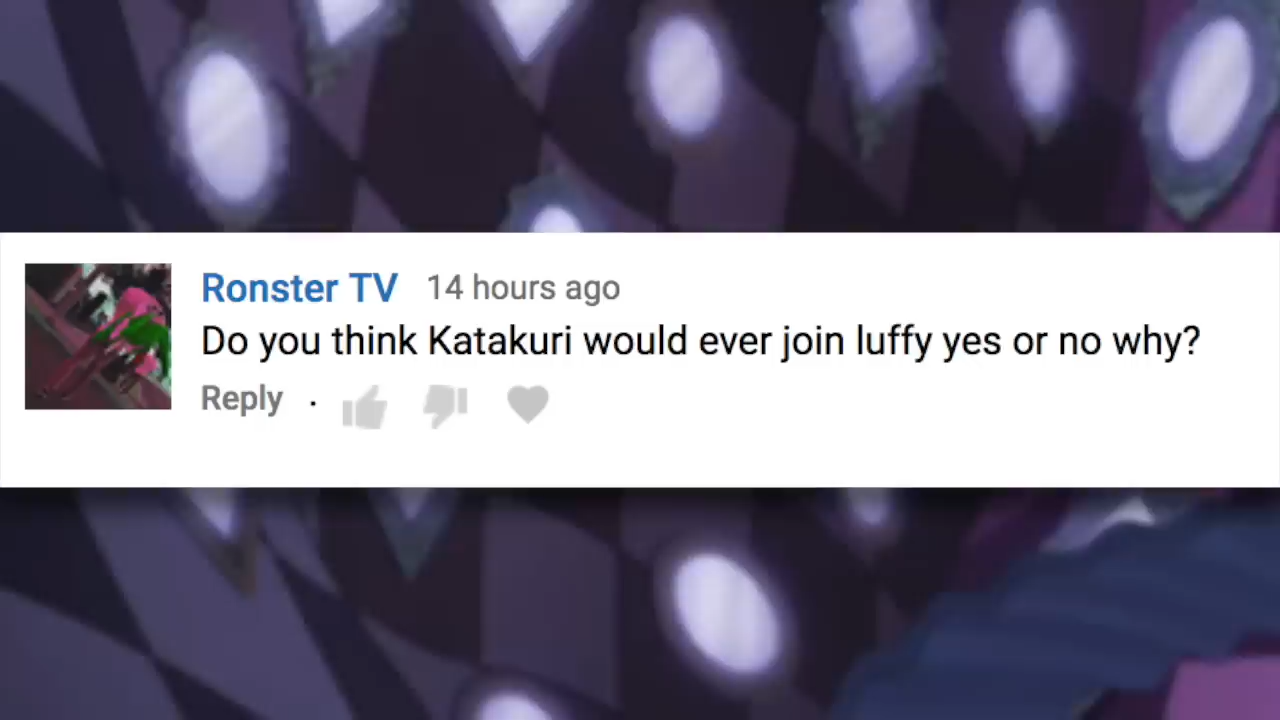 Ronster TV 14 hours ago
Do you think Katakuri would ever join luffy yes or no why?
Reply .